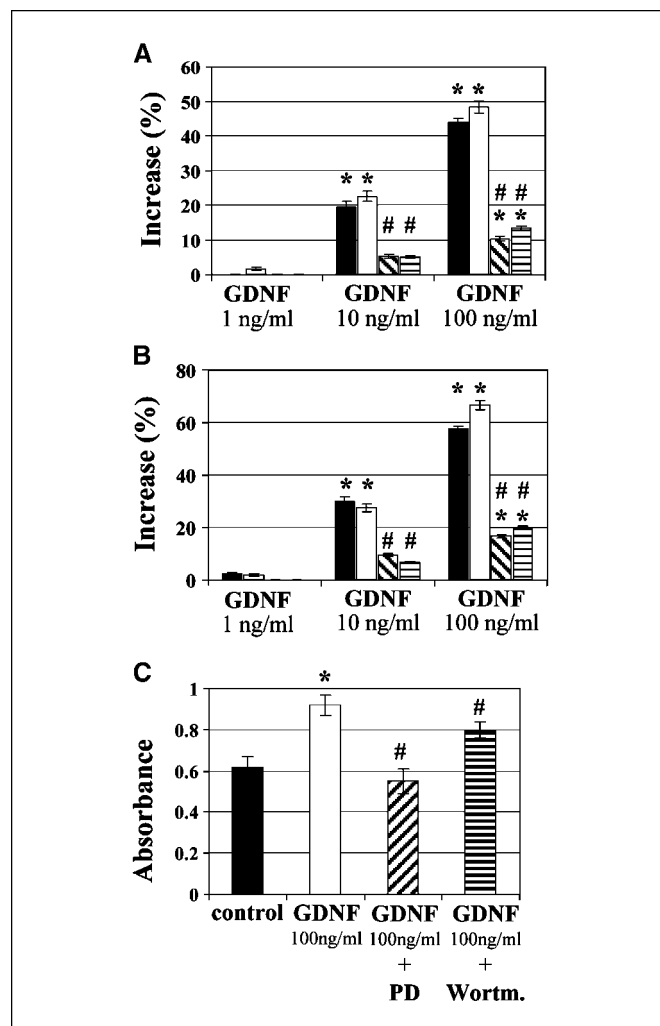 A
Increase (%)
60
50
40
30
20
10
0
* *
# #
* *
# #
* *
GDNF GDNF GDNF
1 ng/ml 10 ng/ml 100 ng/ml
B
Increase (%)
80
60
40
20
0
* *
# #
* *
# #
* *
GDNF GDNF GDNF
1 ng/ml 10 ng/ml 100 ng/ml
C
Absorbance
1
0.8
0.6
0.4
0.2
0
*
#
#
control GDNF GDNF GDNF
100ng/ml 100ng/ml 100ng/ml
+ +
PD Wortm.